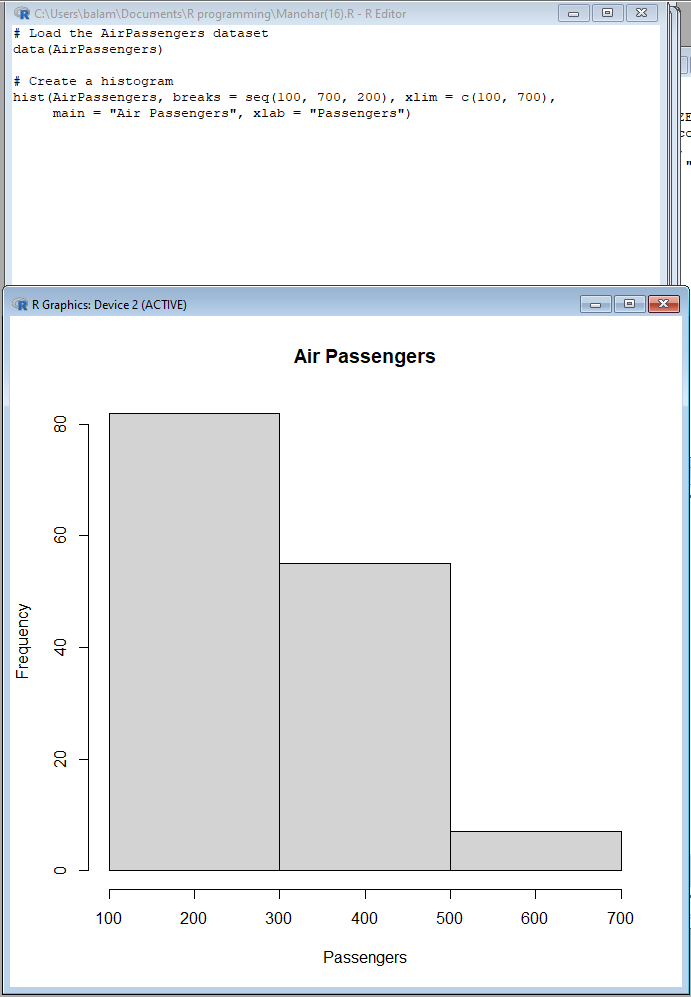 C:\Users\balam\Documents\R programming\Manohar(16).R - R Editor
# Load the AirPassengers dataset
data(AirPassengers)
# Create a histogram
hist(AirPassengers, breaks = seq(100, 700, 200), xlim = c(100, 700),
main = "Air Passengers", xlab = "Passengers")
R Graphics: Device 2 (ACTIVE)
Air Passengers
80
60
40
20
0
Frequency
100 200 300 400 500 600 700
Passengers